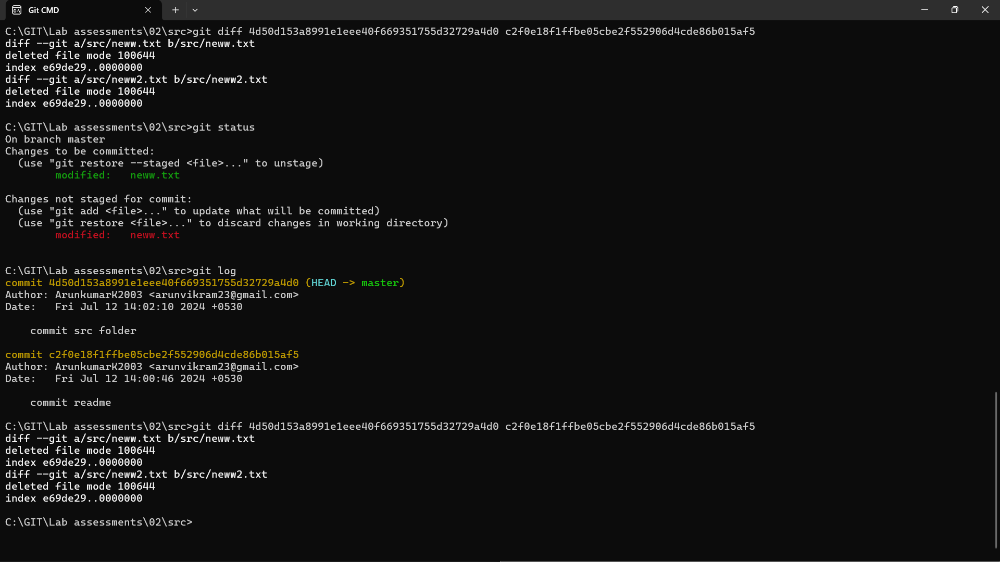 Git CMD
C:\GIT\Lab assessments\02\src>git diff 4d50d153a8991e1eee40f669351755d32729a4d0 c2f0e18f1ffbe05cbe2f552906d4cde86b015af5
diff --git a/src/neww.txt b/src/neww.txt
deleted file mode 100644
index e69de29..0000000
diff --git a/src/neww2.txt b/src/neww2.txt
deleted file mode 100644
index e69de29..0000000
C:\GIT\Lab assessments\02\src>git status
On branch master
Changes to be committed:
  (use "git restore --staged <file>..." to unstage)
        modified:   neww.txt
Changes not staged for commit:
  (use "git add <file>..." to update what will be committed)
  (use "git restore <file>..." to discard changes in working directory)
        modified:   neww.txt
C:\GIT\Lab assessments\02\src>git log
commit 4d50d153a8991e1eee40f669351755d32729a4d0 (HEAD -> master)
Author: ArunkumarK2003 <arunvikram23@gmail.com>
Date:   Fri Jul 12 14:02:10 2024 +0530
    commit src folder
commit c2f0e18f1ffbe05cbe2f552906d4cde86b015af5
Author: ArunkumarK2003 <arunvikram23@gmail.com>
Date:   Fri Jul 12 14:00:46 2024 +0530
    commit readme
C:\GIT\Lab assessments\02\src>git diff 4d50d153a8991e1eee40f669351755d32729a4d0 c2f0e18f1ffbe05cbe2f552906d4cde86b015af5
diff --git a/src/neww.txt b/src/neww.txt
deleted file mode 100644
index e69de29..0000000
diff --git a/src/neww2.txt b/src/neww2.txt
deleted file mode 100644
index e69de29..0000000
C:\GIT\Lab assessments\02\src>